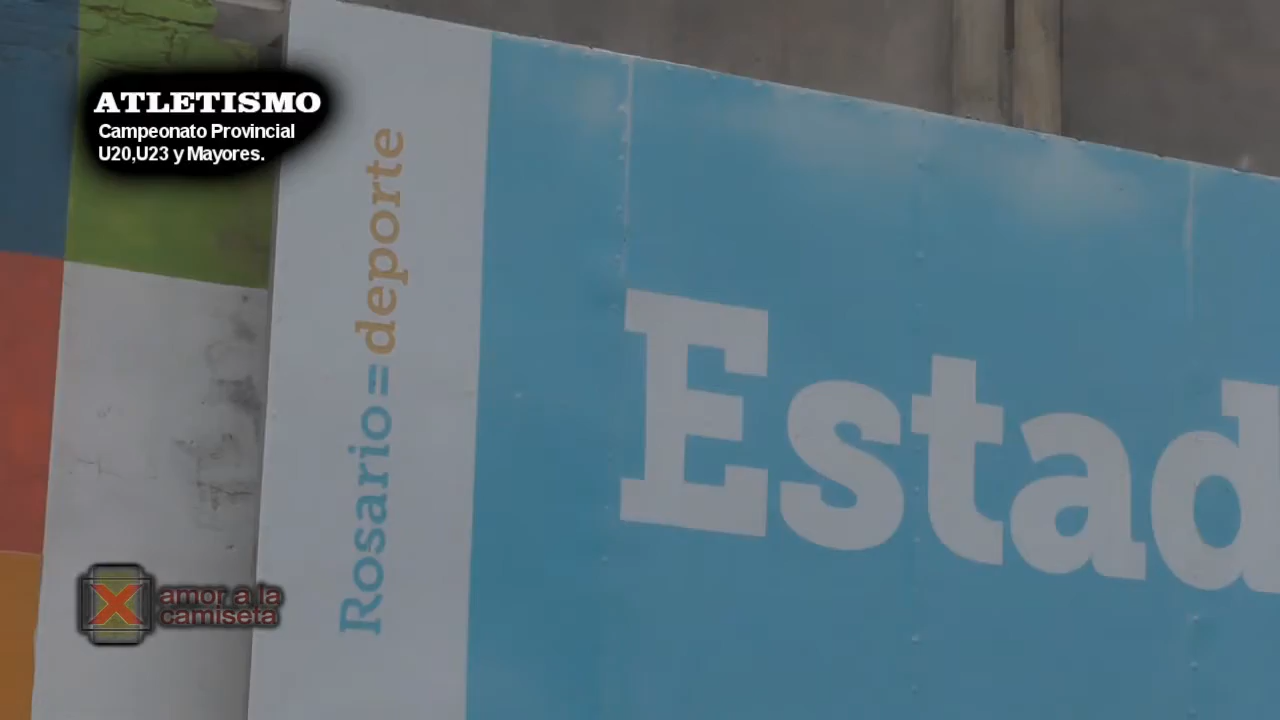 ATLETISMO
Campeonato Provincial
U20,U23 y Mayores.
Rosario=deporte
Estad
amor a la
camiseta